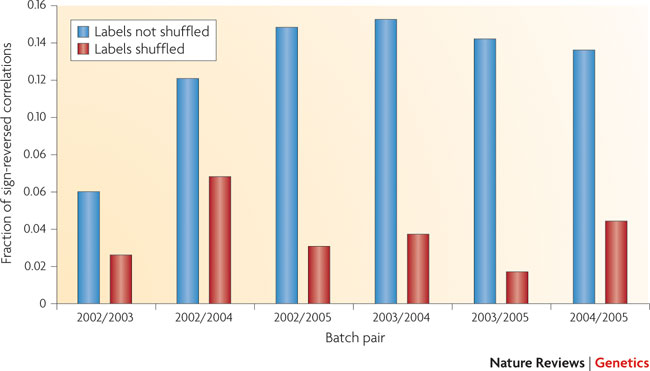 0.16
0.14
0.12
0.10
0.06
0.06
0.04
0.02
0
Fraction of sign-reversed correlations
Labels not shuffled
Labels shuffled
2002/2003 2002/2004 2002/2005 2003/2004 2003/2005 2004/2005
Batch pair
Nature Reviews | Genetics